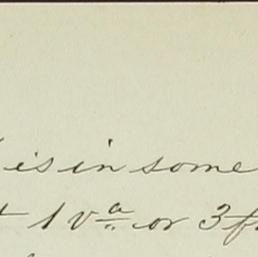 is in some
1 vª or 3